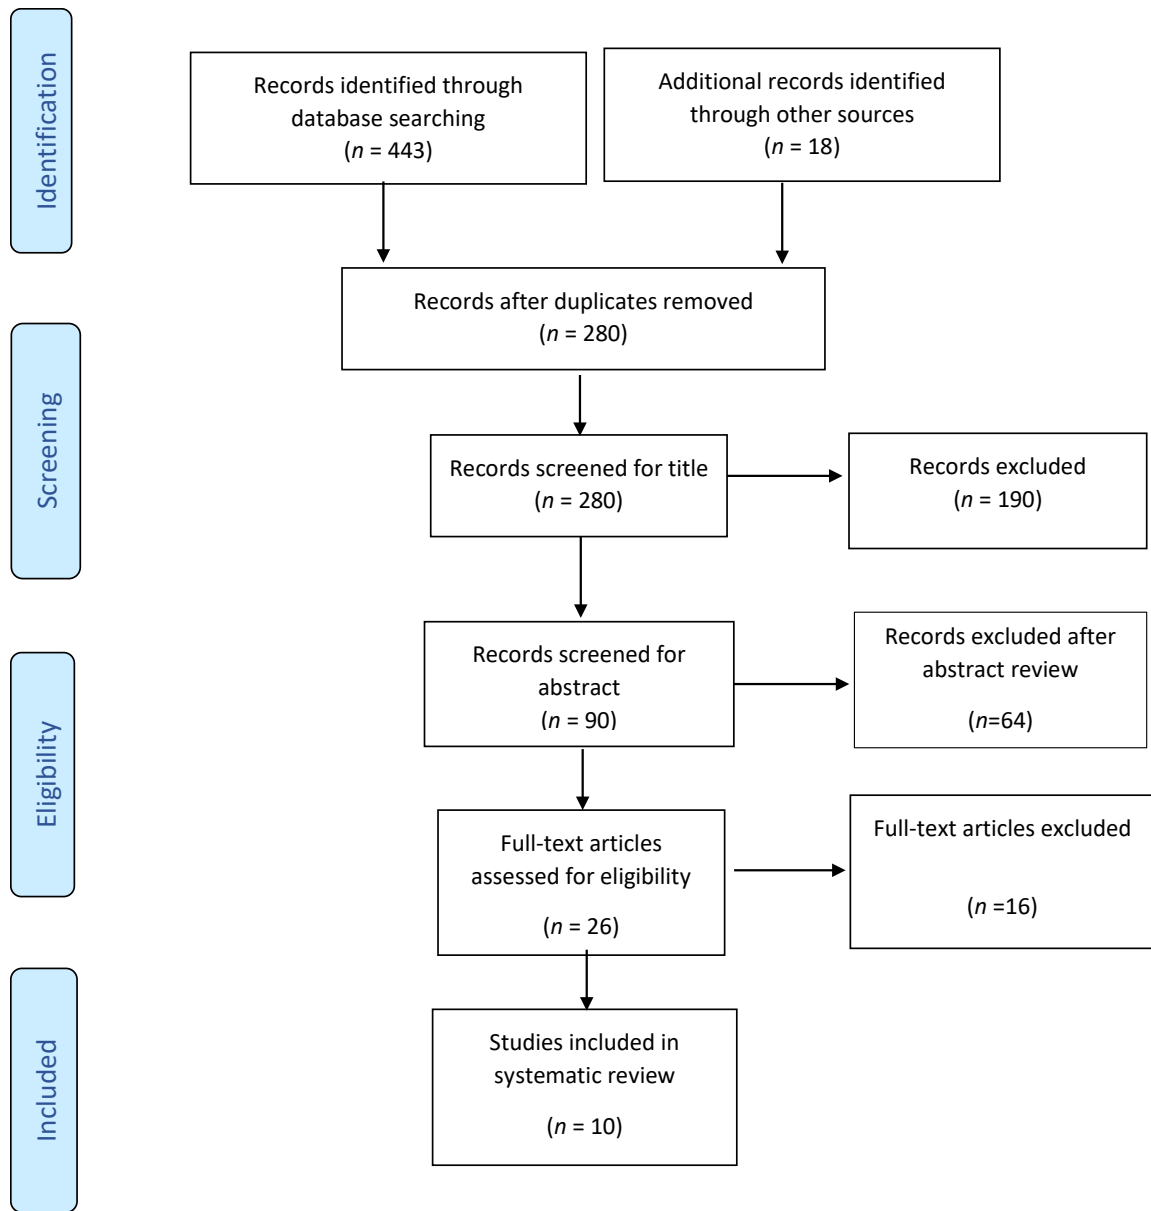 Identification
Records identified through
database searching
(n = 443)
Additional records identified
through other sources
(n = 18)
Records after duplicates removed
(n = 280)
Screening
Records screened for title
(n = 280)
Records excluded
(n = 190)
Records screened for
abstract
(n = 90)
Records excluded after
abstract review
(n=64)
Eligibility
Full-text articles
assessed for eligibility
(n = 26)
Full-text articles excluded
(n =16)
Included
Studies included in
systematic review
(n = 10)